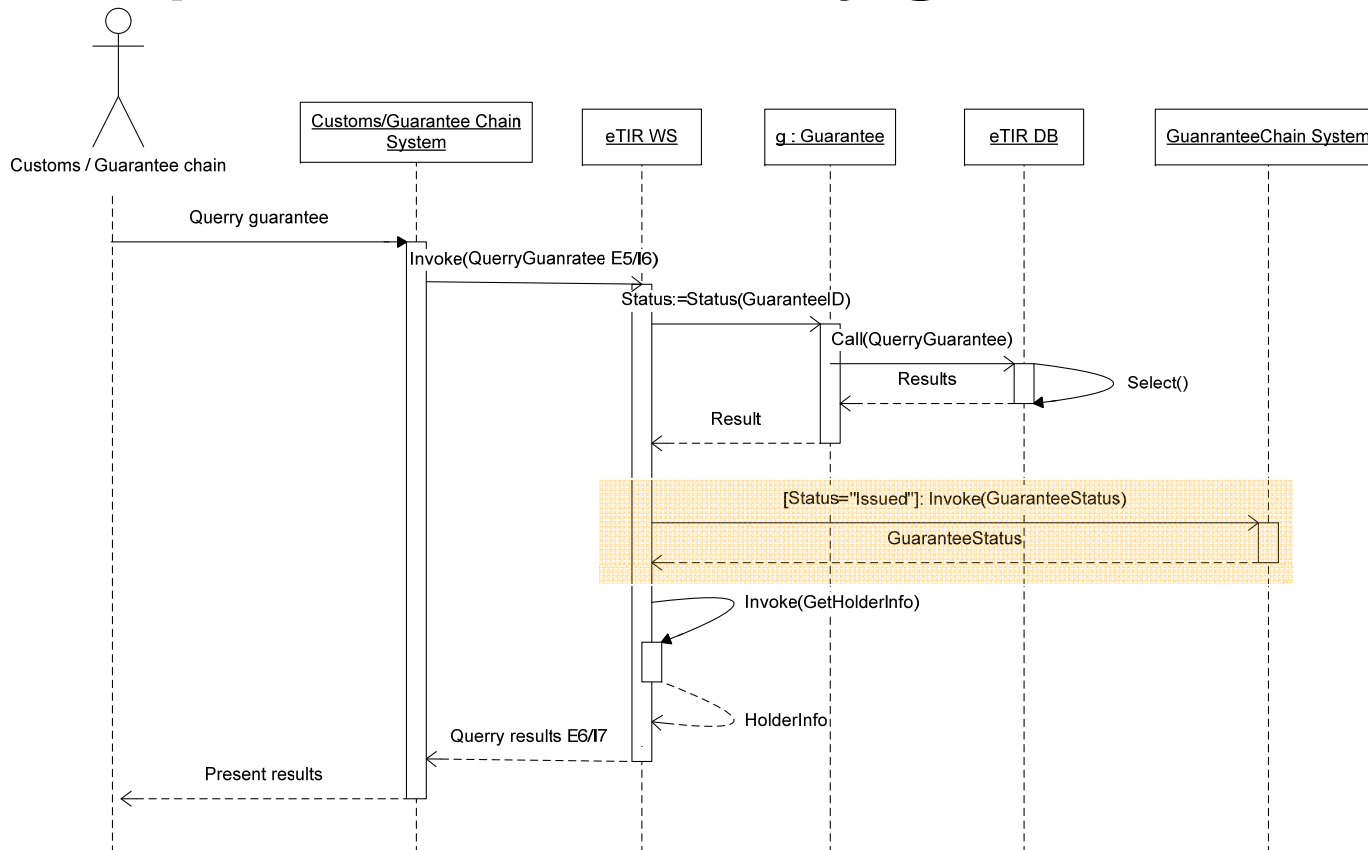 Customs/Guarantee Chain
System
eTIR WS
g : Guarantee
eTIR DB
GuanranteeChain System
Customs / Guarantee chain
Querry guarantee
Invoke(QuerryGuanratee E5/I6)
Status:=Status(GuaranteeID)
Call(QuerryGuarantee)
Results
Select()
Result
[Status="Issued"]: Invoke(GuaranteeStatus)
GuaranteeStatus
Invoke(GetHolderInfo)
HolderInfo
Querry results E6/I7
Present results